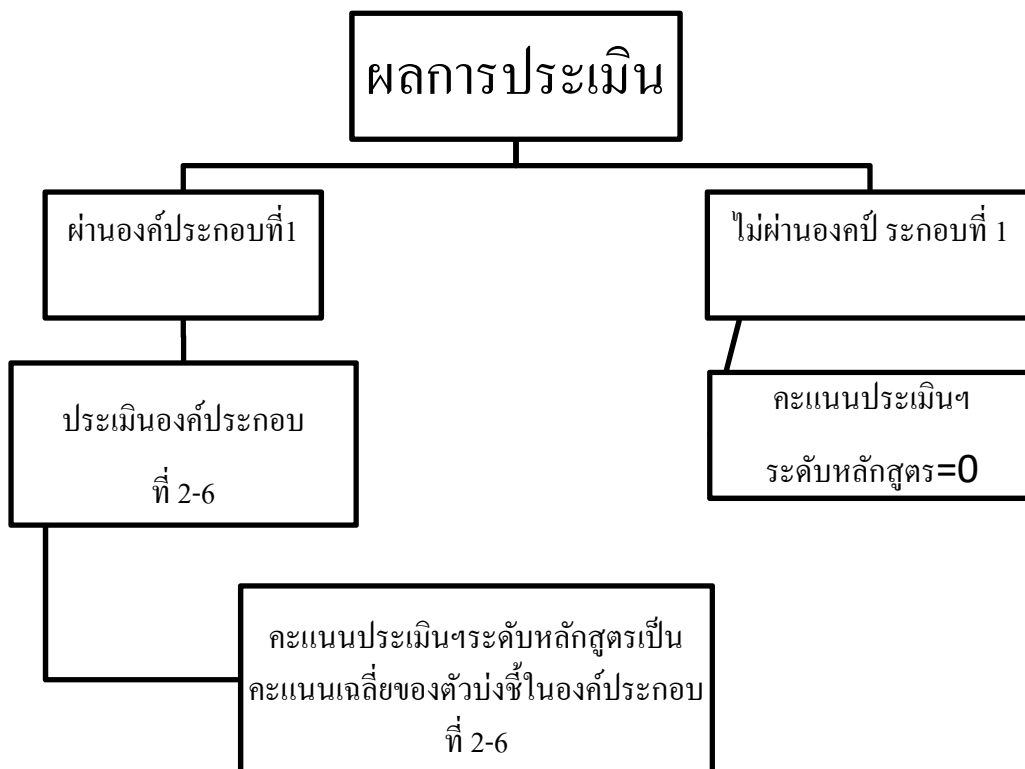 ผลการประเมิน
ผ่านองค์ประกอบที่1
ไม่ผ่านองคป์ ระกอบที่ 1
ประเมินองค์ประกอบ
ที่ 2-6
คะแนนประเมินฯ
ระดับหลักสูตร=0
คะแนนประเมินฯระดับหลักสูตรเป็น
คะแนนเฉลี่ยของตัวบ่งชี้ในองค์ประกอบ
ที่ 2-6